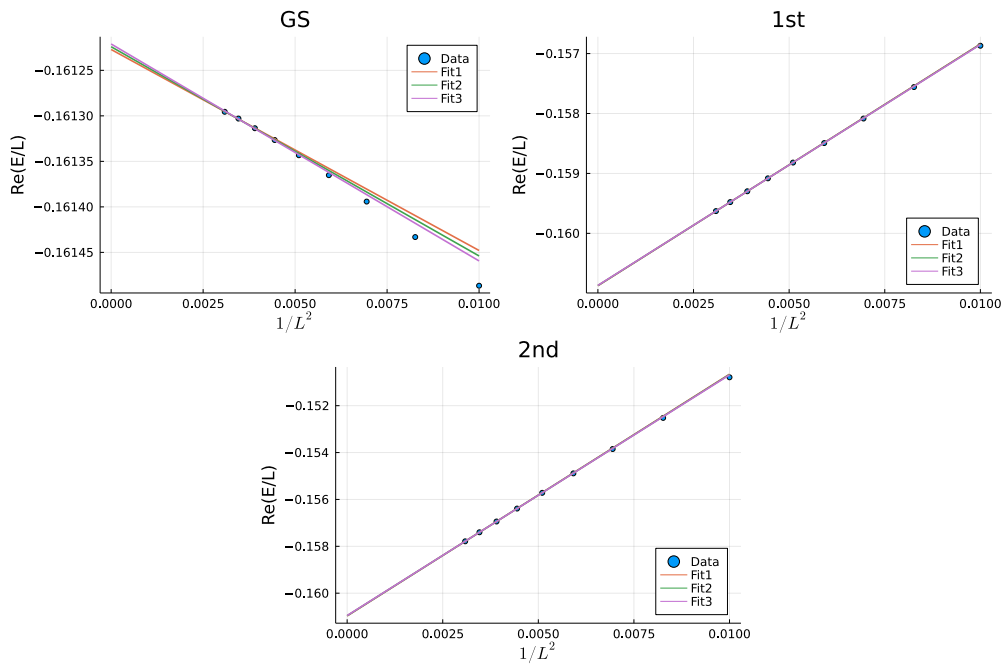 GS
Re(E/L)
−0.16125
−0.16130
−0.16135
−0.16140
−0.16145
0.0000
0.0025
0.0050
0.0075
0.0100
1/L²
Data
Fit1
Fit2
Fit3
1st
Re(E/L)
−0.157
−0.158
−0.159
−0.160
0.0000
0.0025
0.0050
0.0075
0.0100
1/L²
Data
Fit1
Fit2
Fit3
2nd
Re(E/L)
−0.152
−0.154
−0.156
−0.158
−0.160
0.0000
0.0025
0.0050
0.0075
0.0100
1/L²
Data
Fit1
Fit2
Fit3